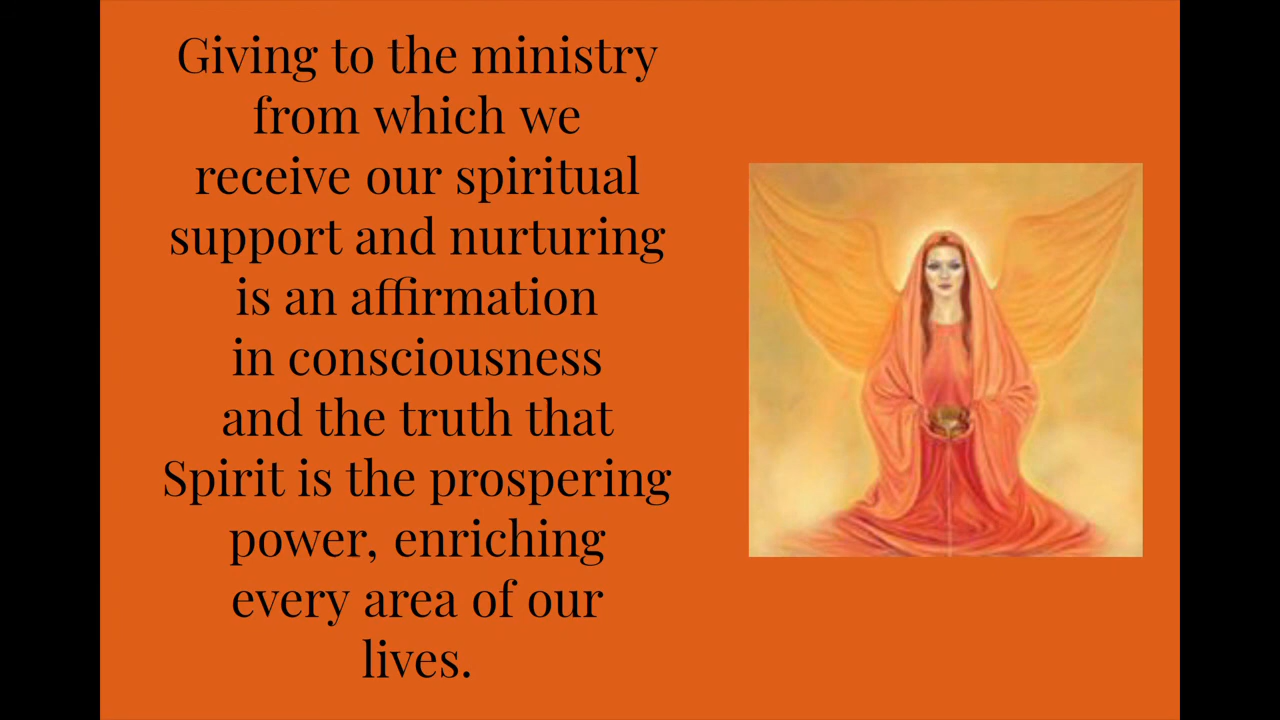 Giving to the ministry
from which we
receive our spiritual
support and nurturing
is an affirmation
in consciousness
and the truth that
Spirit is the prospering
power, enriching
every area of our
lives.